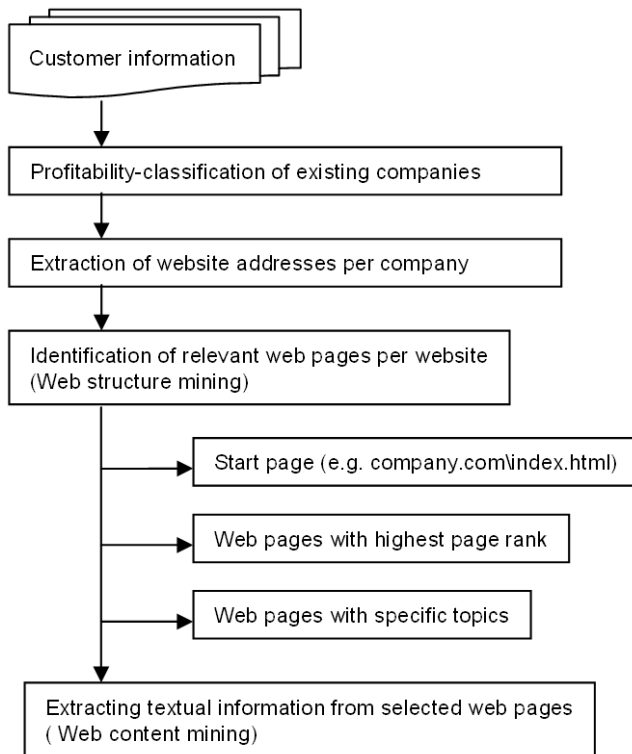 Customer information
Profitability-classification of existing companies
Extraction of website addresses per company
Identification of relevant web pages per website
(Web structure mining)
Start page (e.g. company.com\index.html)
Web pages with highest page rank
Web pages with specific topics
Extracting textual information from selected web pages
( Web content mining)